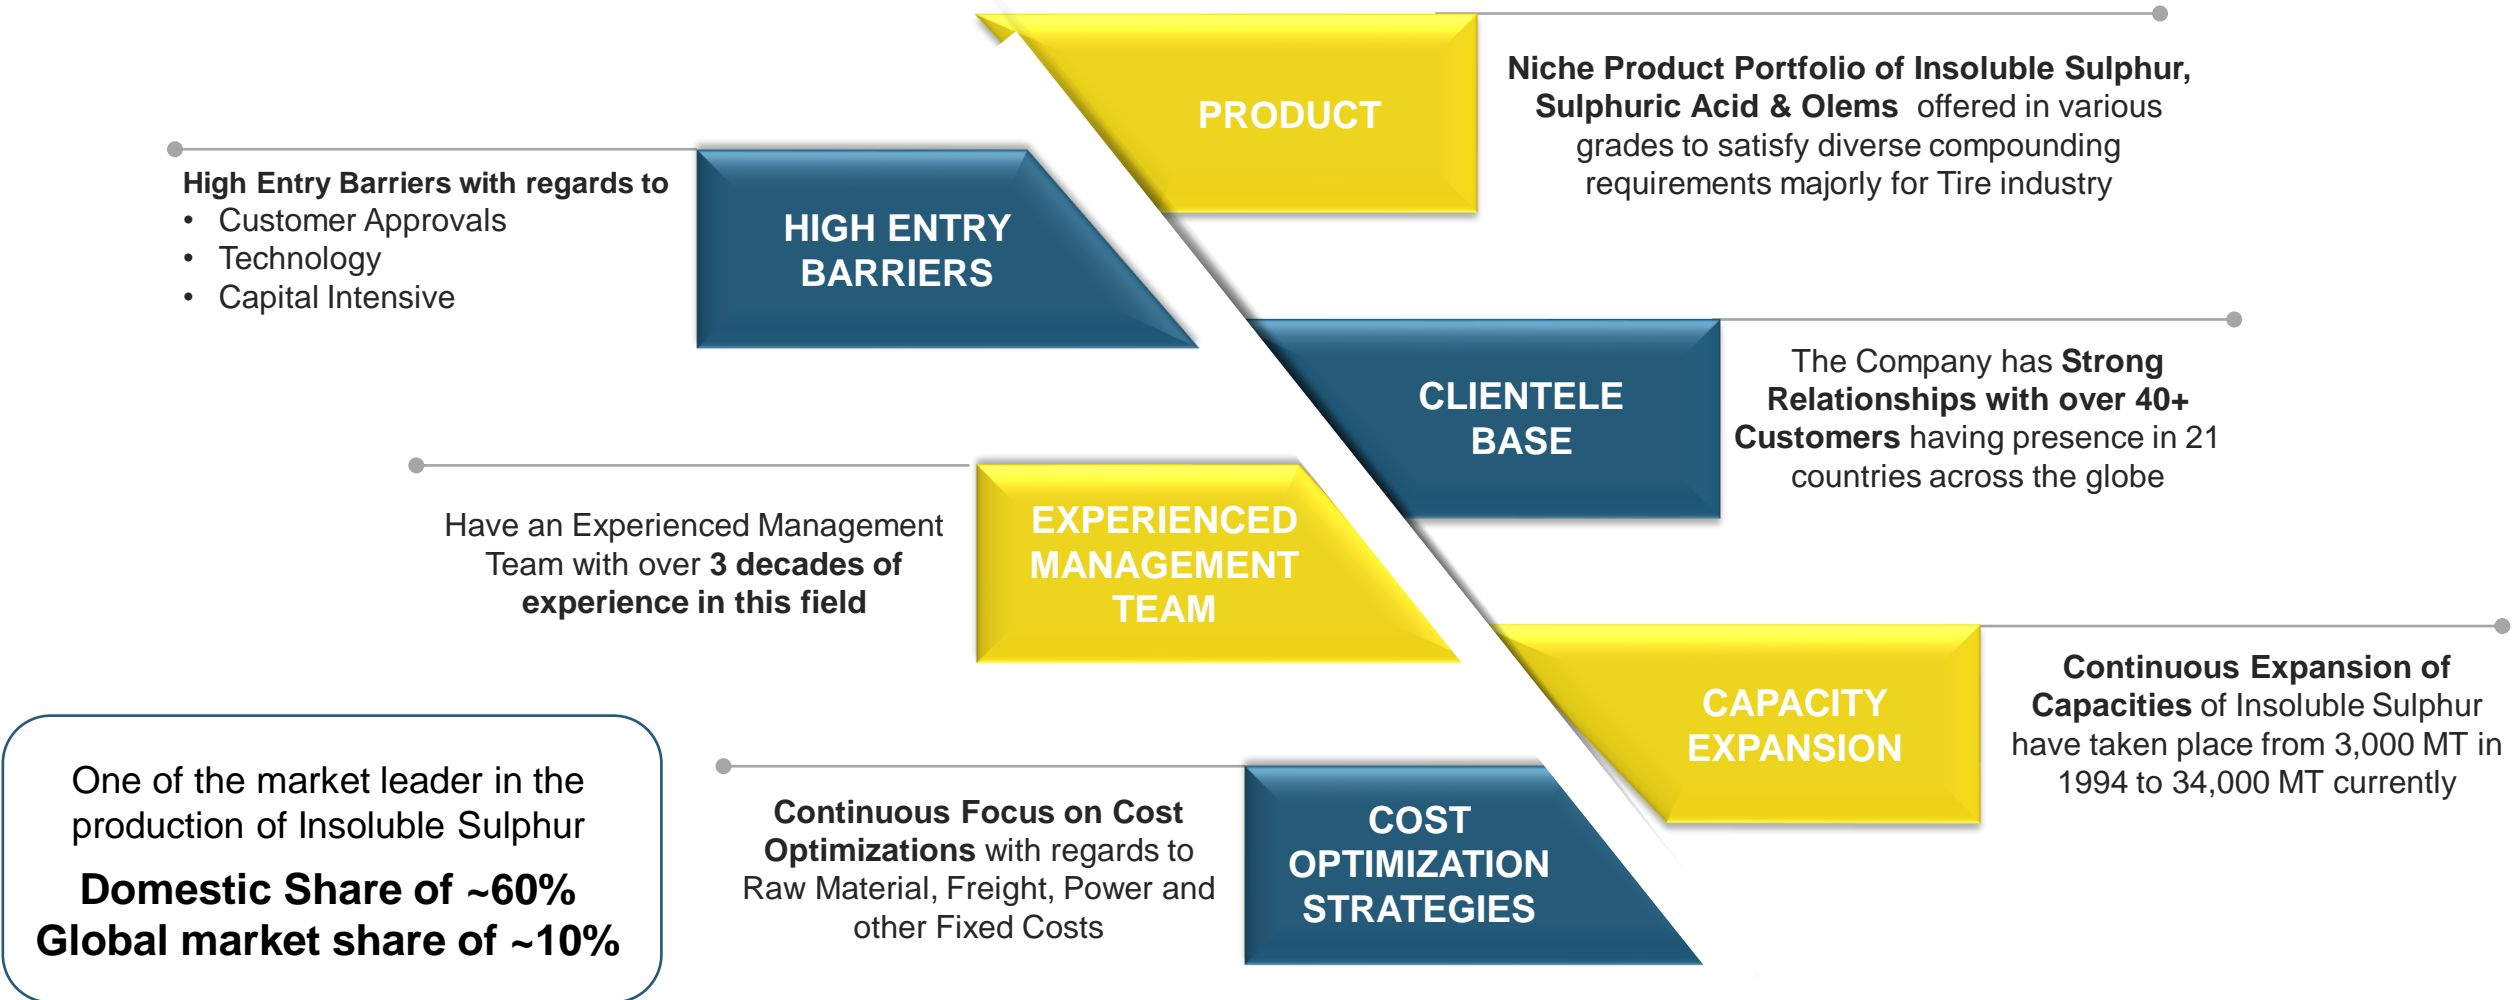 PRODUCT
Niche Product Portfolio of Insoluble Sulphur,
Sulphuric Acid & Olems offered in various
grades to satisfy diverse compounding
requirements majorly for Tire industry
High Entry Barriers with regards to
• Customer Approvals
• Technology
• Capital Intensive
HIGH ENTRY
BARRIERS
CLIENTELE
BASE
The Company has Strong
Relationships with over 40+
Customers having presence in 21
countries across the globe
Have an Experienced Management
Team with over 3 decades of
experience in this field
EXPERIENCED
MANAGEMENT
TEAM
CAPACITY
EXPANSION
Continuous Expansion of
Capacities of Insoluble Sulphur
have taken place from 3,000 MT in
1994 to 34,000 MT currently
Continuous Focus on Cost
Optimizations with regards to
Raw Material, Freight, Power and
other Fixed Costs
COST
OPTIMIZATION
STRATEGIES
One of the market leader in the
production of Insoluble Sulphur
Domestic Share of ~60%
Global market share of ~10%